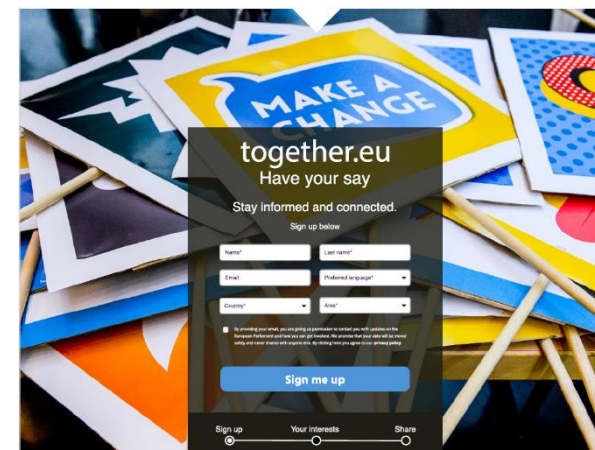 MAKE A
CHANGE
together.eu
Have your say
Stay informed and connected.
Sign up below
Name*
Last name*
Email
Preferred language*
Country*
Area*
By providing your email, you are giving us permission to contact you with updates on the
European Parliament and how you can get involved. We promise that your data will be stored
safely and never shared with anyone else. By clicking here you agree to our privacy policy.
Sign me up
Sign up
Your interests
Share